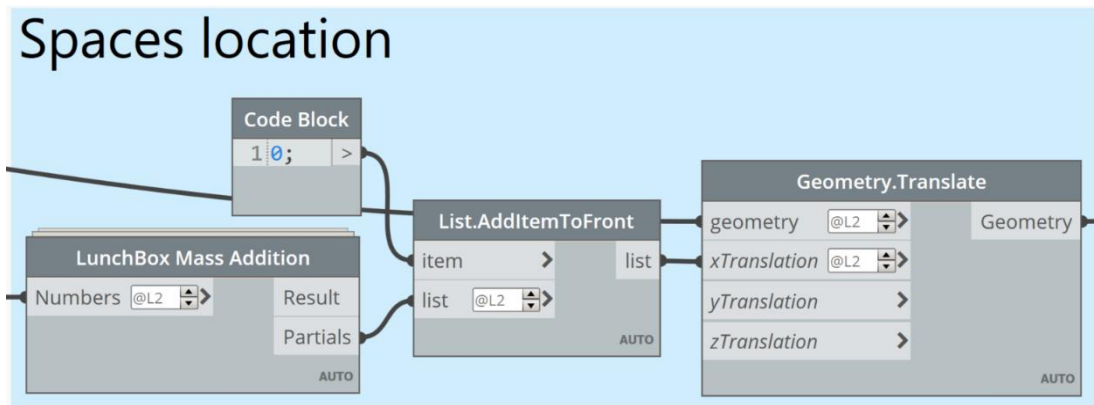 Spaces location
Code Block
1 0; >
LunchBox Mass Addition
Numbers @L2 >
Result
Partials
AUTO
List.AddItemToFront
item > list
list @L2 >
AUTO
Geometry.Translate
geometry @L2 > Geometry
xTranslation @L2 >
yTranslation >
zTranslation >
AUTO